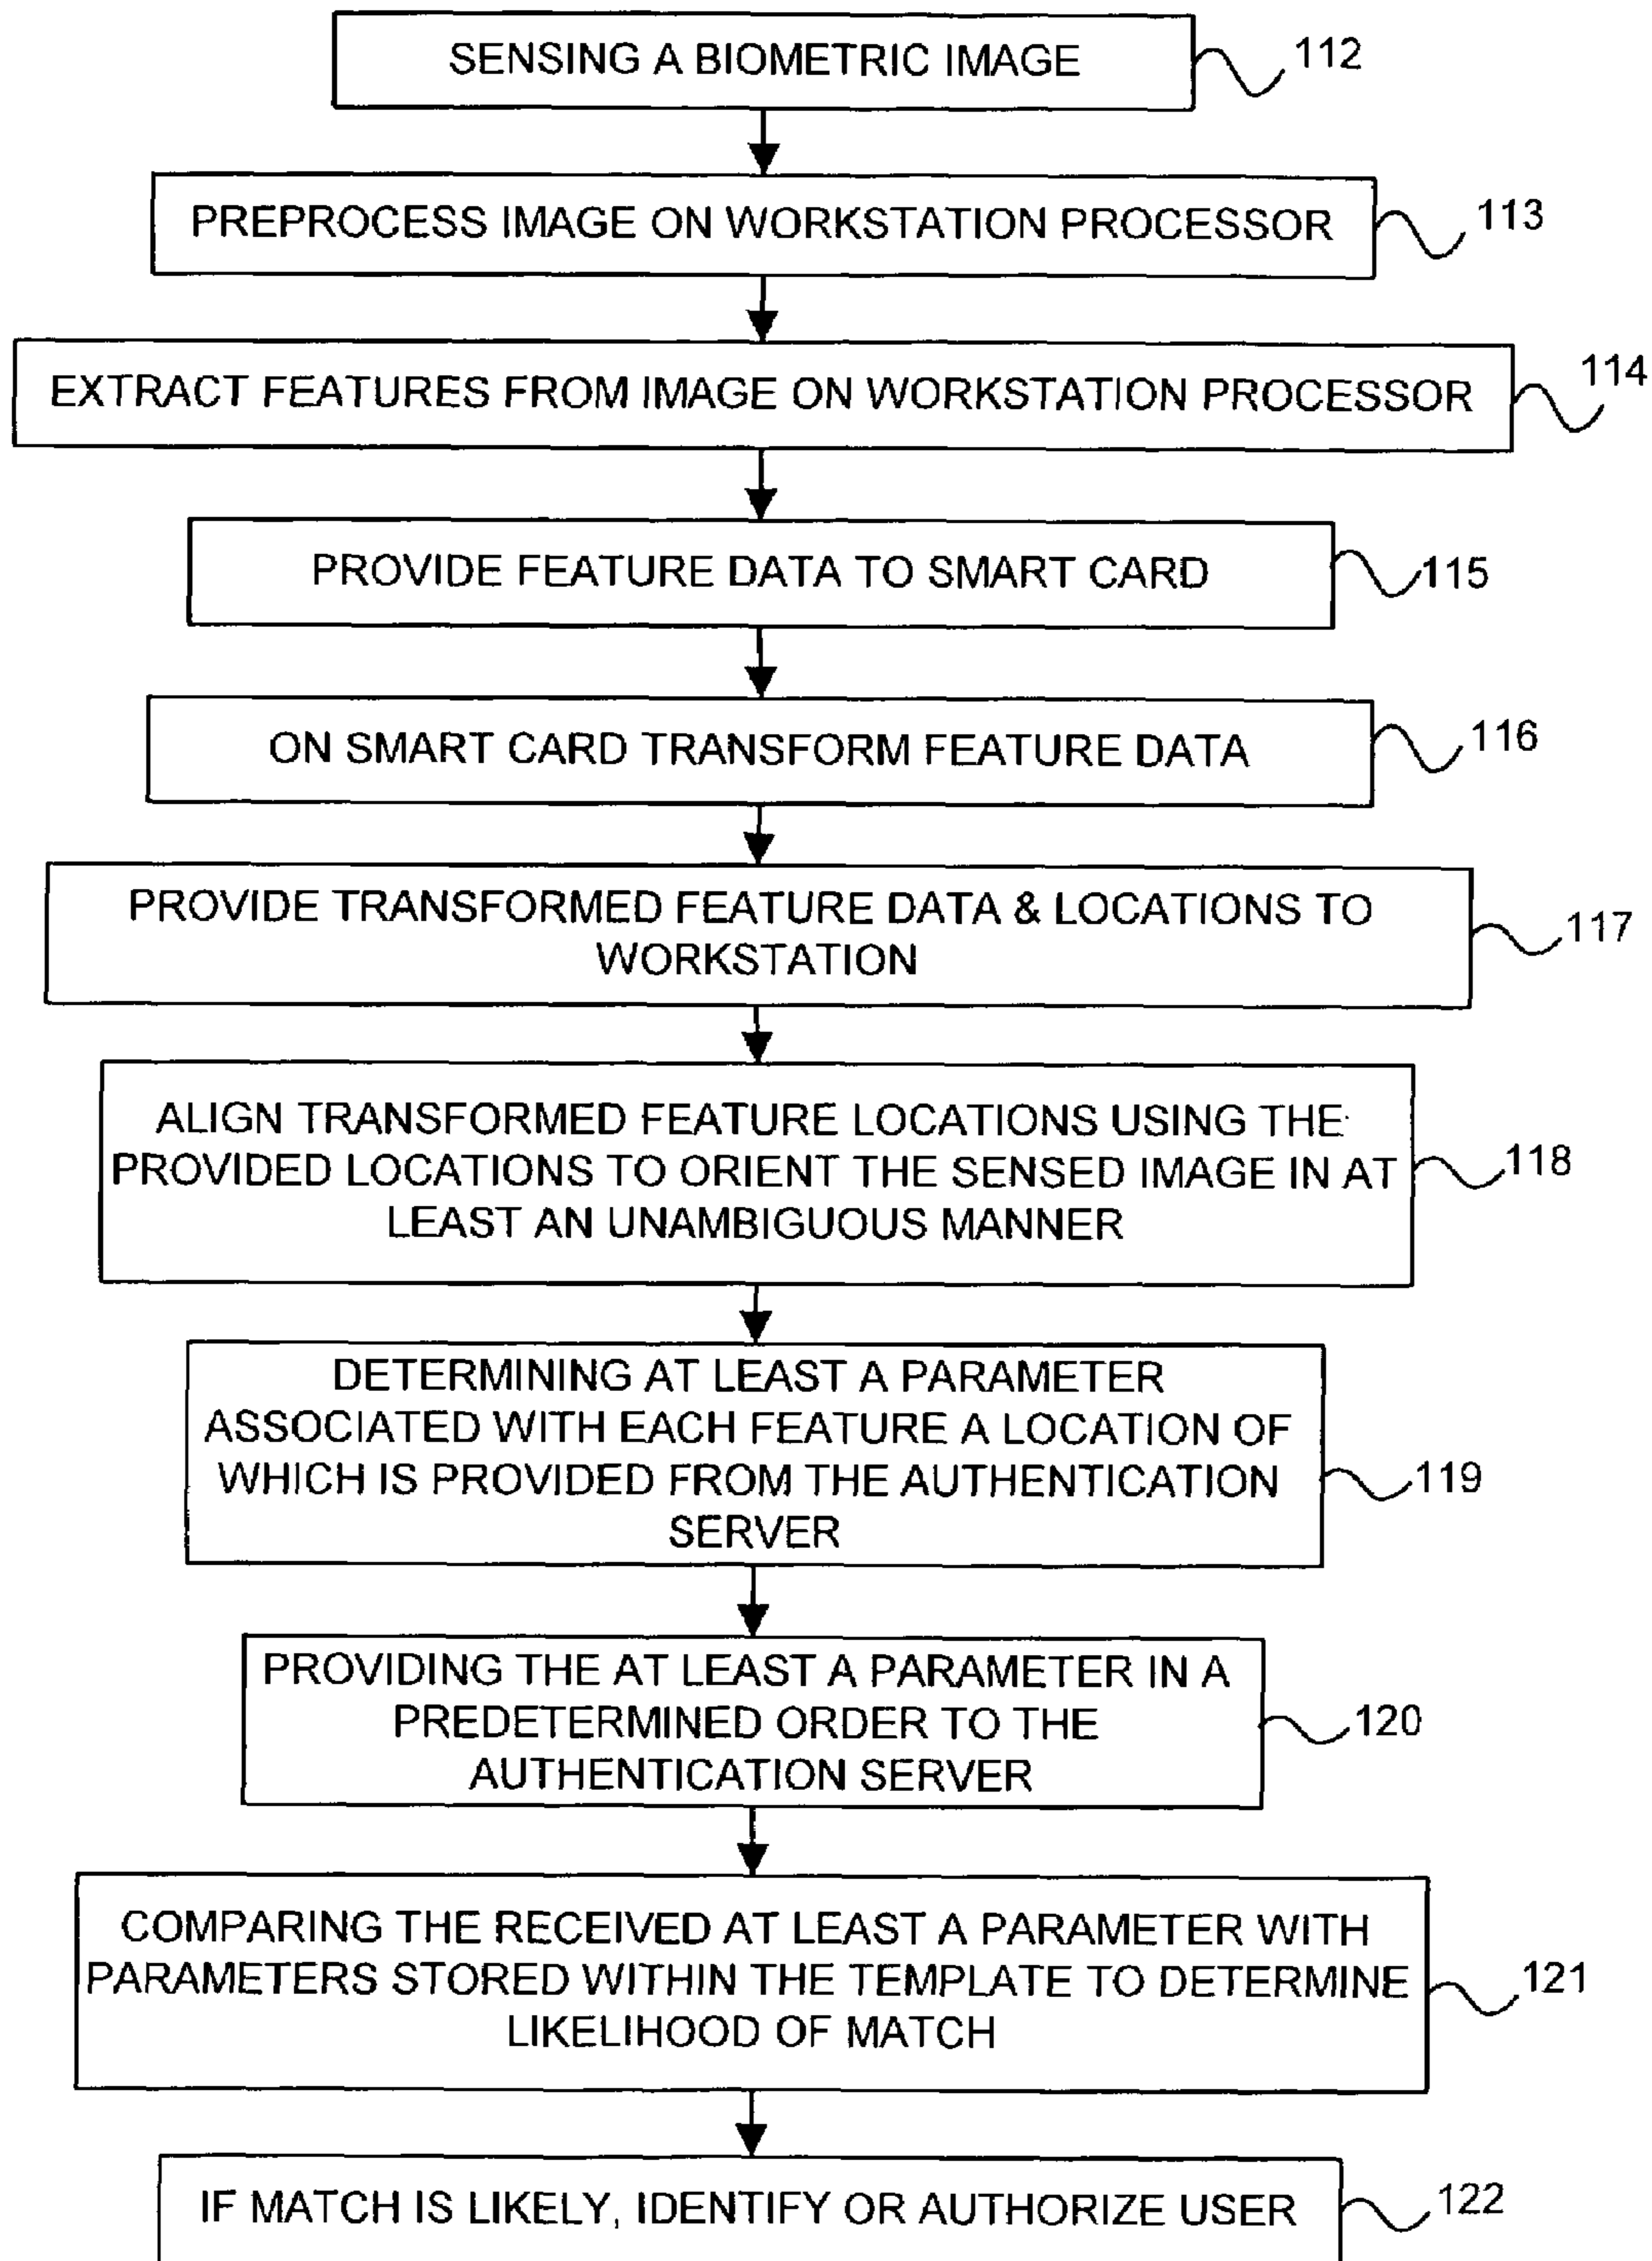 SENSING A BIOMETRIC IMAGE
112
PREPROCESS IMAGE ON WORKSTATION PROCESSOR
113
EXTRACT FEATURES FROM IMAGE ON WORKSTATION PROCESSOR
114
PROVIDE FEATURE DATA TO SMART CARD
115
ON SMART CARD TRANSFORM FEATURE DATA
116
PROVIDE TRANSFORMED FEATURE DATA & LOCATIONS TO
WORKSTATION
117
ALIGN TRANSFORMED FEATURE LOCATIONS USING THE
PROVIDED LOCATIONS TO ORIENT THE SENSED IMAGE IN AT
LEAST AN UNAMBIGUOUS MANNER
118
DETERMINING AT LEAST A PARAMETER
ASSOCIATED WITH EACH FEATURE A LOCATION OF
WHICH IS PROVIDED FROM THE AUTHENTICATION
SERVER
119
PROVIDING THE AT LEAST A PARAMETER IN A
PREDETERMINED ORDER TO THE
AUTHENTICATION SERVER
120
COMPARING THE RECEIVED AT LEAST A PARAMETER WITH
PARAMETERS STORED WITHIN THE TEMPLATE TO DETERMINE
LIKELIHOOD OF MATCH
121
IF MATCH IS LIKELY, IDENTIFY OR AUTHORIZE USER
122